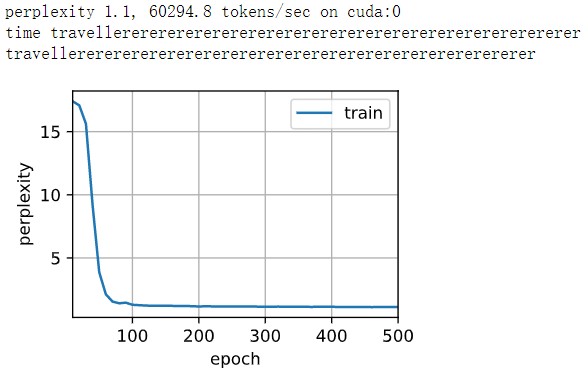 perplexity 1.1, 60294.8 tokens/sec on cuda:0
time travellererererererererererererererererererererererererer
travellererererererererererererererererererererererererer
train
perplexity
15
10
5
100 200 300 400 500
epoch